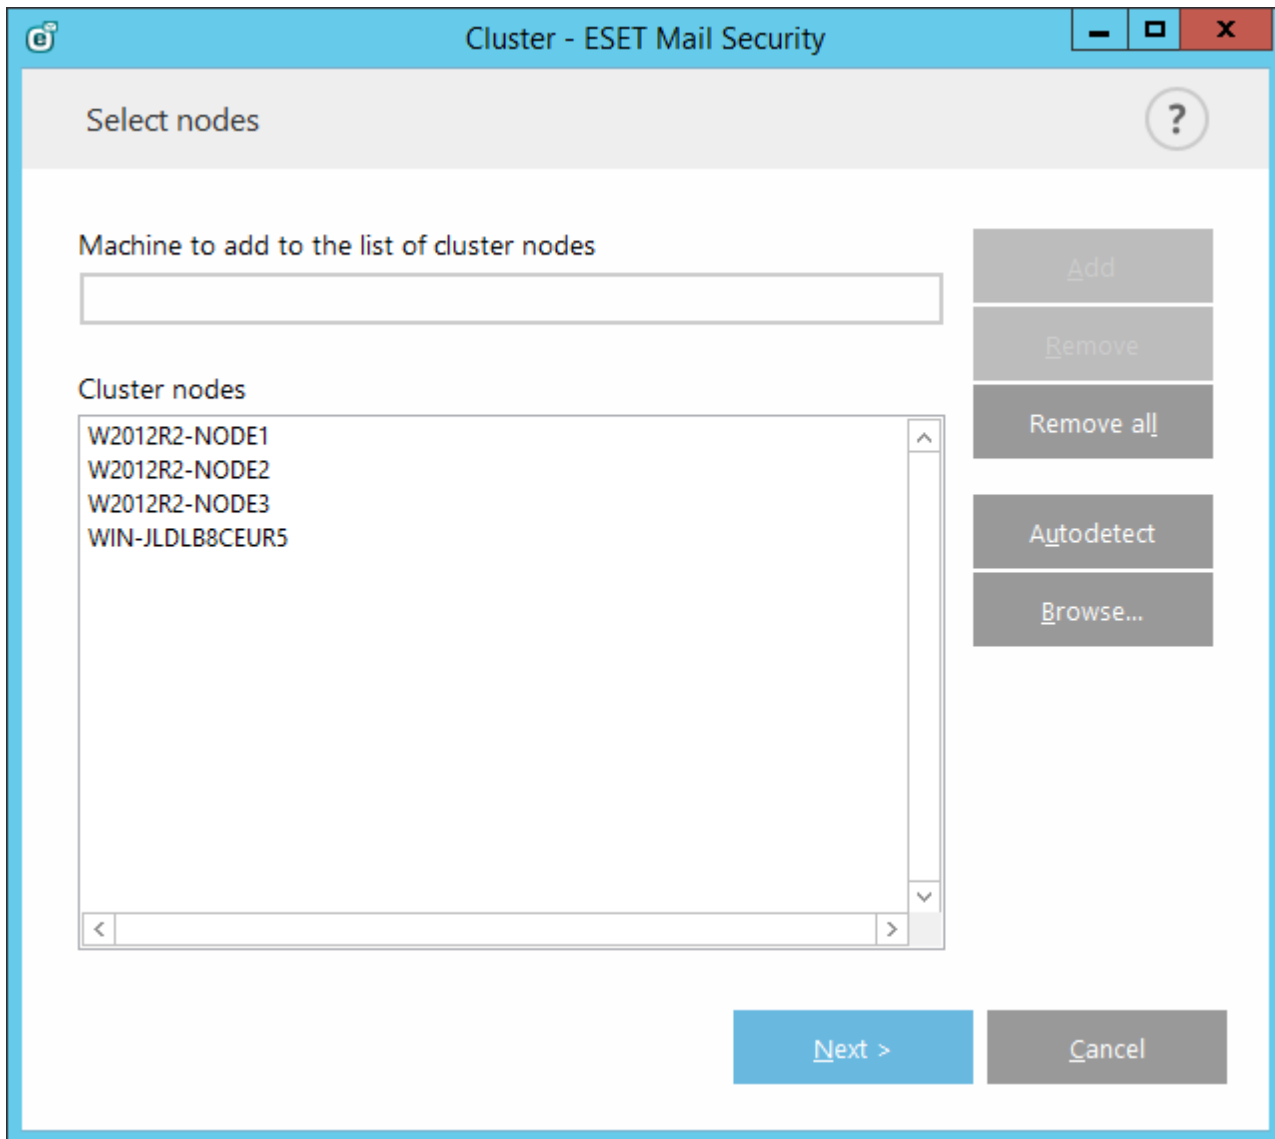 Cluster - ESET Mail Security
Select nodes
?
Machine to add to the list of cluster nodes
Add
Remove
Cluster nodes
Remove all
W2012R2-NODE1
W2012R2-NODE2
W2012R2-NODE3
WIN-JLDLB8CEUR5
Autodetect
Browse...
Next >
Cancel